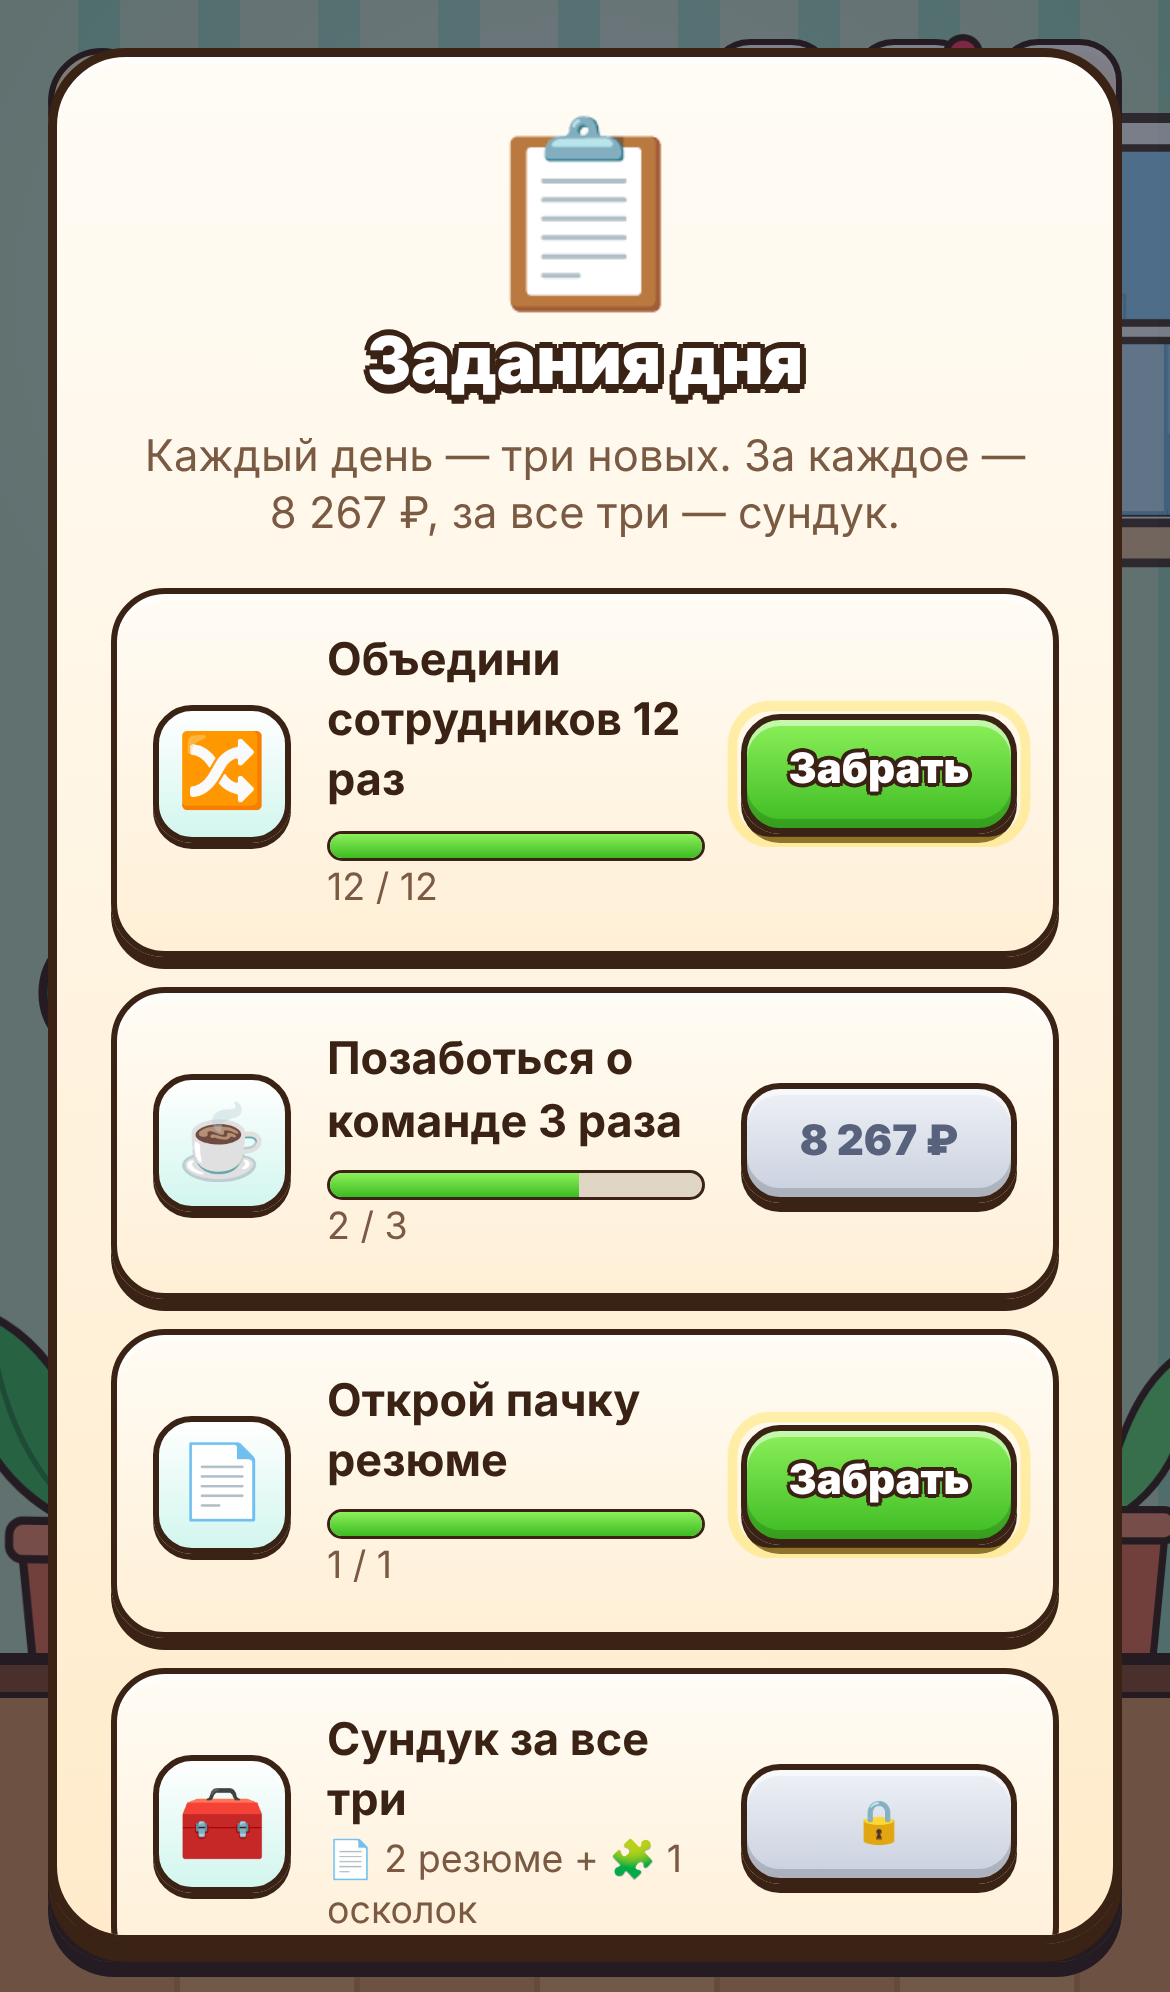 Задания дня
Каждый день — три новых. За каждое —
8 267 ₽, за все три — сундук.
Объедини
сотрудников 12
раз
Забрать
12 / 12
Позаботься о
команде 3 раза
8 267 ₽
2 / 3
Открой пачку
резюме
Забрать
1 / 1
Сундук за все
три
2 резюме + 1
осколок